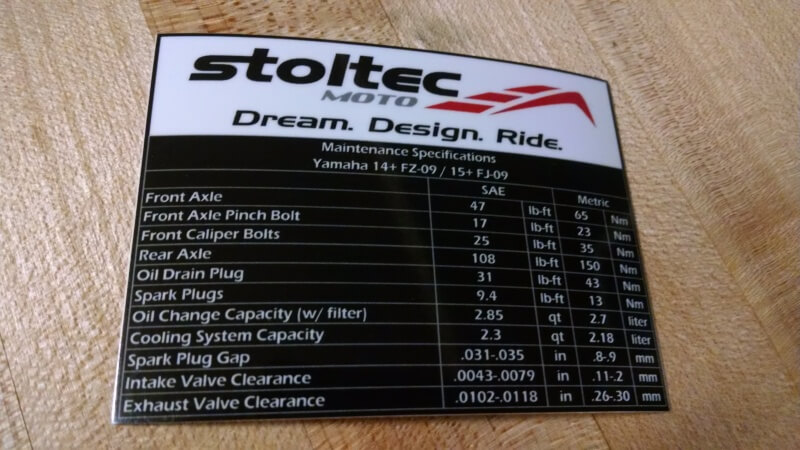 stoltec
MOTO
Dream. Design. Ride.
Maintenance Specifications
Yamaha 14+ FZ-09 / 15+ FJ-09
SAE Metric
Front Axle 47 lb-ft 65 Nm
Front Axle Pinch Bolt 17 lb-ft 23 Nm
Front Caliper Bolts 25 lb-ft 35 Nm
Rear Axle 108 lb-ft 150 Nm
Oil Drain Plug 31 lb-ft 43 Nm
Spark Plugs 9.4 lb-ft 13 Nm
Oil Change Capacity (w/ filter) 2.85 qt 2.7 liter
Cooling System Capacity 2.3 qt 2.18 liter
Spark Plug Gap .031-.035 in .8-.9 mm
Intake Valve Clearance .0043-.0079 in .11-.2 mm
Exhaust Valve Clearance .0102-.0118 in .26-.30 mm